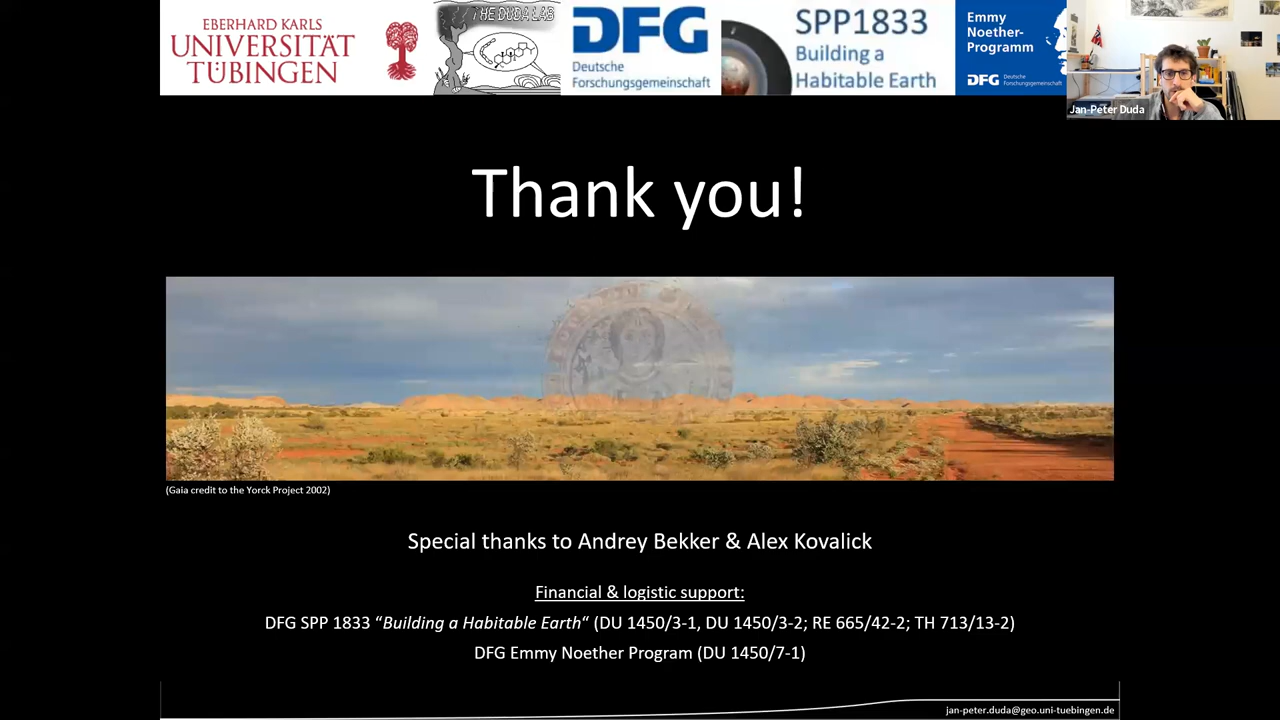 EBERHARD KARLS
UNIVERSITÄT
TÜBINGEN
THE DUDA LAB
DFG
Deutsche
Forschungsgemeinschaft
SPP1833
Building a
Habitable Earth
Emmy
Noether-
Programm
DFG Deutsche
Forschungsgemeinschaft
Jan-Peter Duda
Thank you!
(Gaia credit to the Yorck Project 2002)
Special thanks to Andrey Bekker & Alex Kovalick
Financial & logistic support:
DFG SPP 1833 “Building a Habitable Earth“ (DU 1450/3-1, DU 1450/3-2; RE 665/42-2; TH 713/13-2)
DFG Emmy Noether Program (DU 1450/7-1)
jan-peter.duda@geo.uni-tuebingen.de